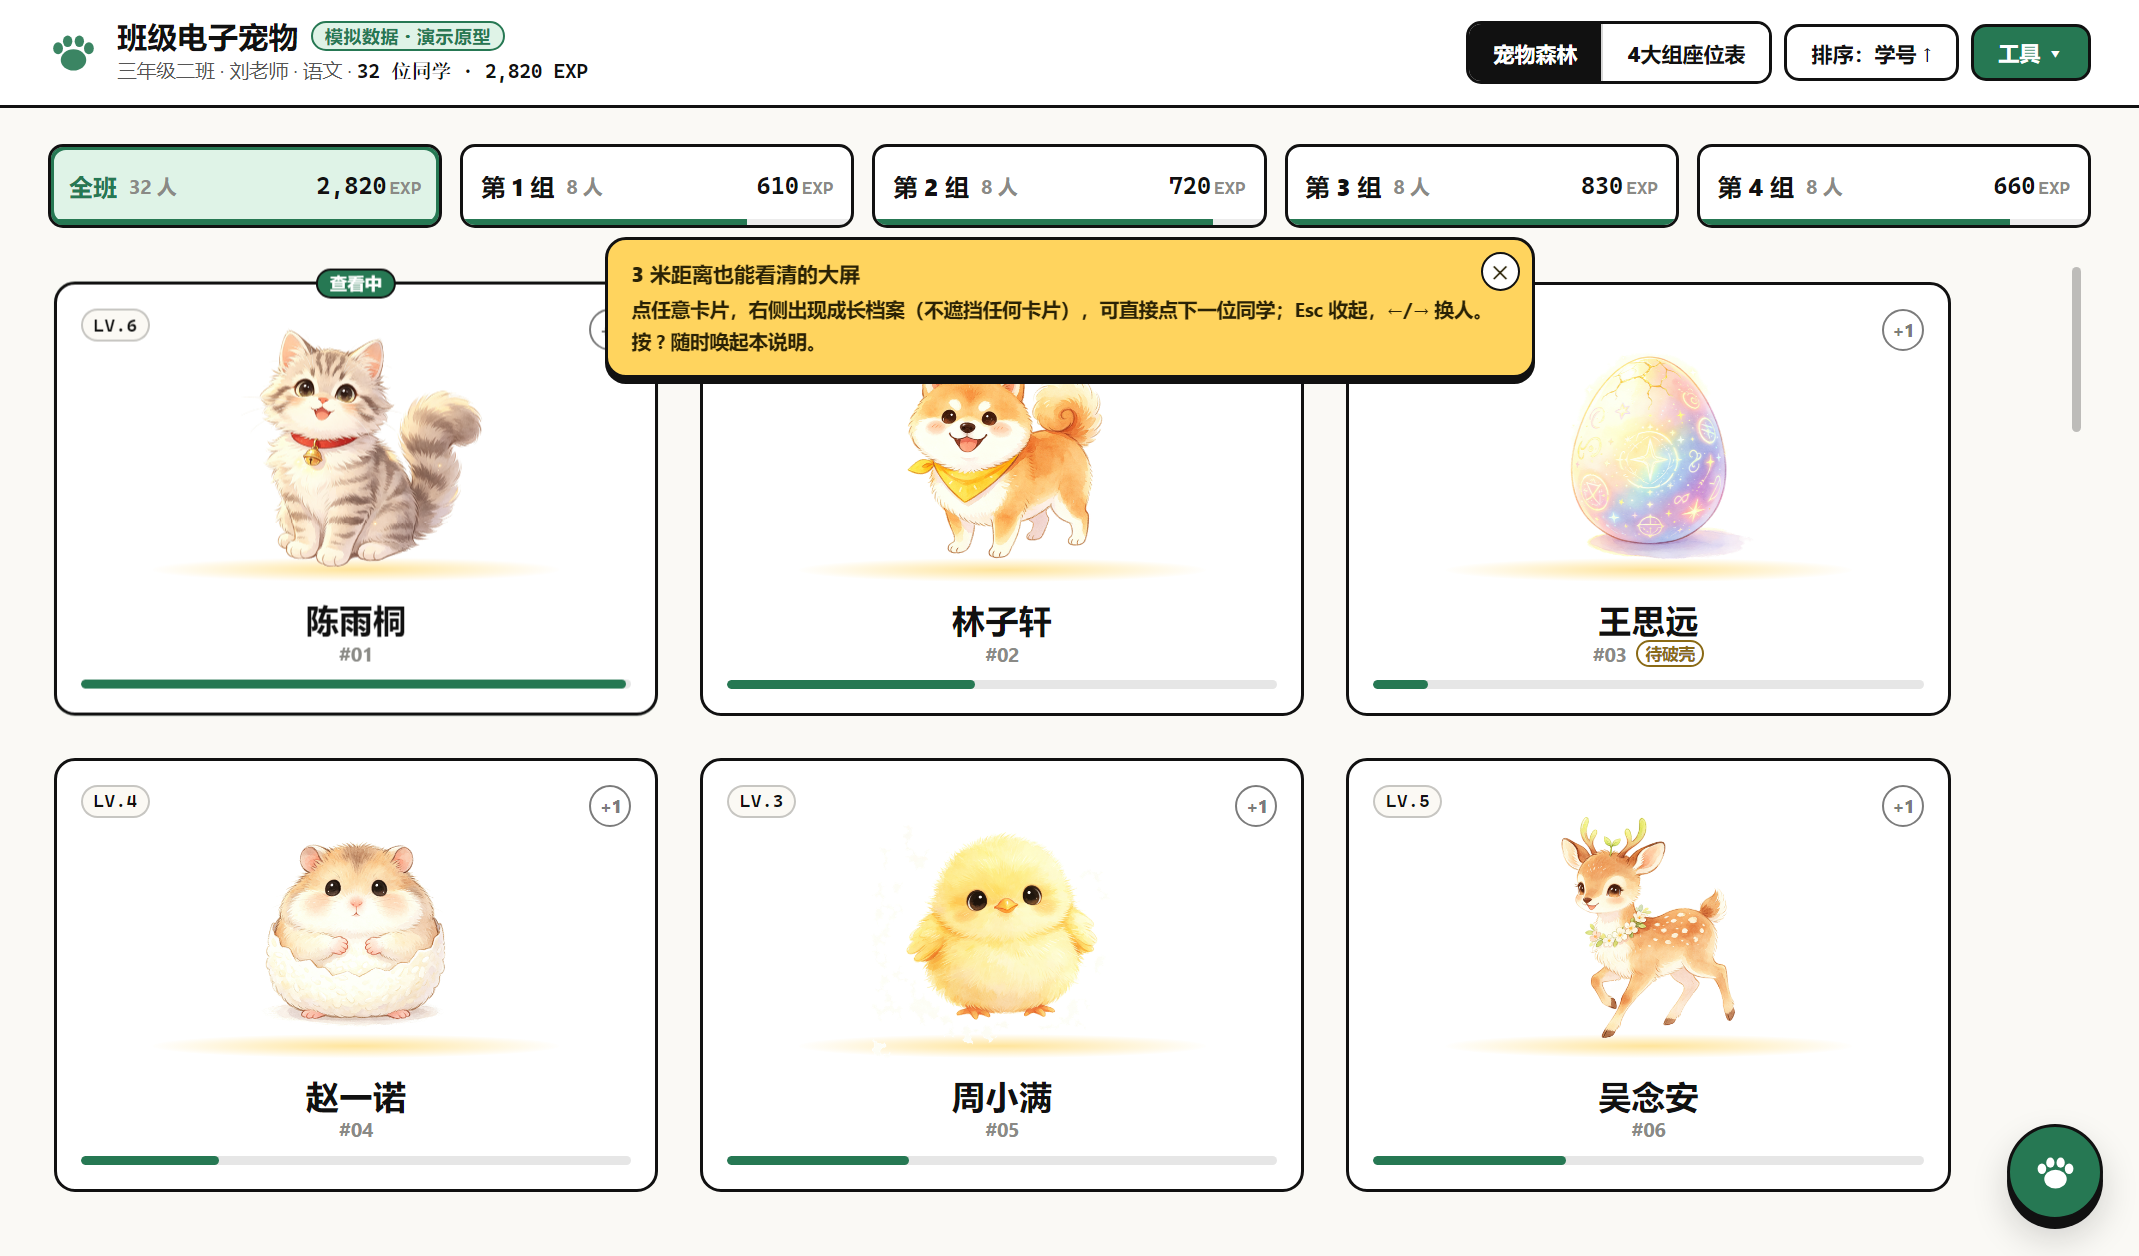 班级电子宠物 模拟数据 · 演示原型
三年级二班 · 刘老师 · 语文 · 32 位同学 · 2,820 EXP
宠物森林 4大组座位表 排序：学号 ↑ 工具 ▼
全班 32 人 2,820 EXP
第 1 组 8 人 610 EXP
第 2 组 8 人 720 EXP
第 3 组 8 人 830 EXP
第 4 组 8 人 660 EXP
3 米距离也能看清的大屏
点任意卡片，右侧出现成长档案（不遮挡任何卡片），可直接点下一位同学；Esc 收起，←/→ 换人。
按 ? 随时唤起本说明。
查看中
LV.6
陈雨桐
#01
林子轩
#02
+1
王思远
#03 待破壳
LV.4 +1
赵一诺
#04
LV.3 +1
周小满
#05
LV.5 +1
吴念安
#06